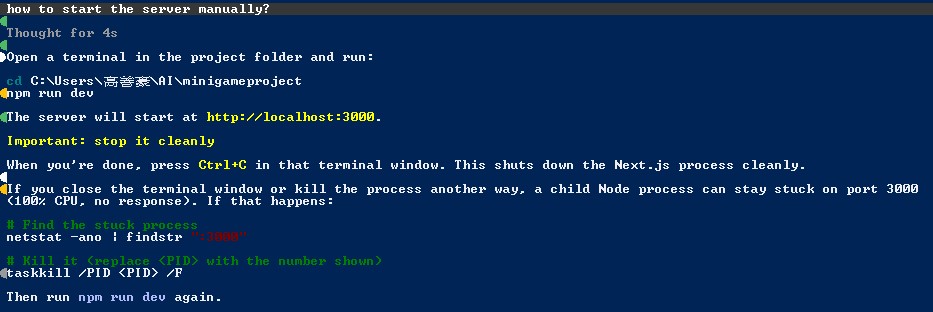 how to start the server manually?
Thought for 4s
Open a terminal in the project folder and run:
cd C:\Users\高善豪\AI\minigameproject
npm run dev
The server will start at http://localhost:3000.
Important: stop it cleanly
When you're done, press Ctrl+C in that terminal window. This shuts down the Next.js process cleanly.
If you close the terminal window or kill the process another way, a child Node process can stay stuck on port 3000
(100% CPU, no response). If that happens:
# Find the stuck process
netstat -ano | findstr ":3000"
# Kill it (replace <PID> with the number shown)
taskkill /PID <PID> /F
Then run npm run dev again.